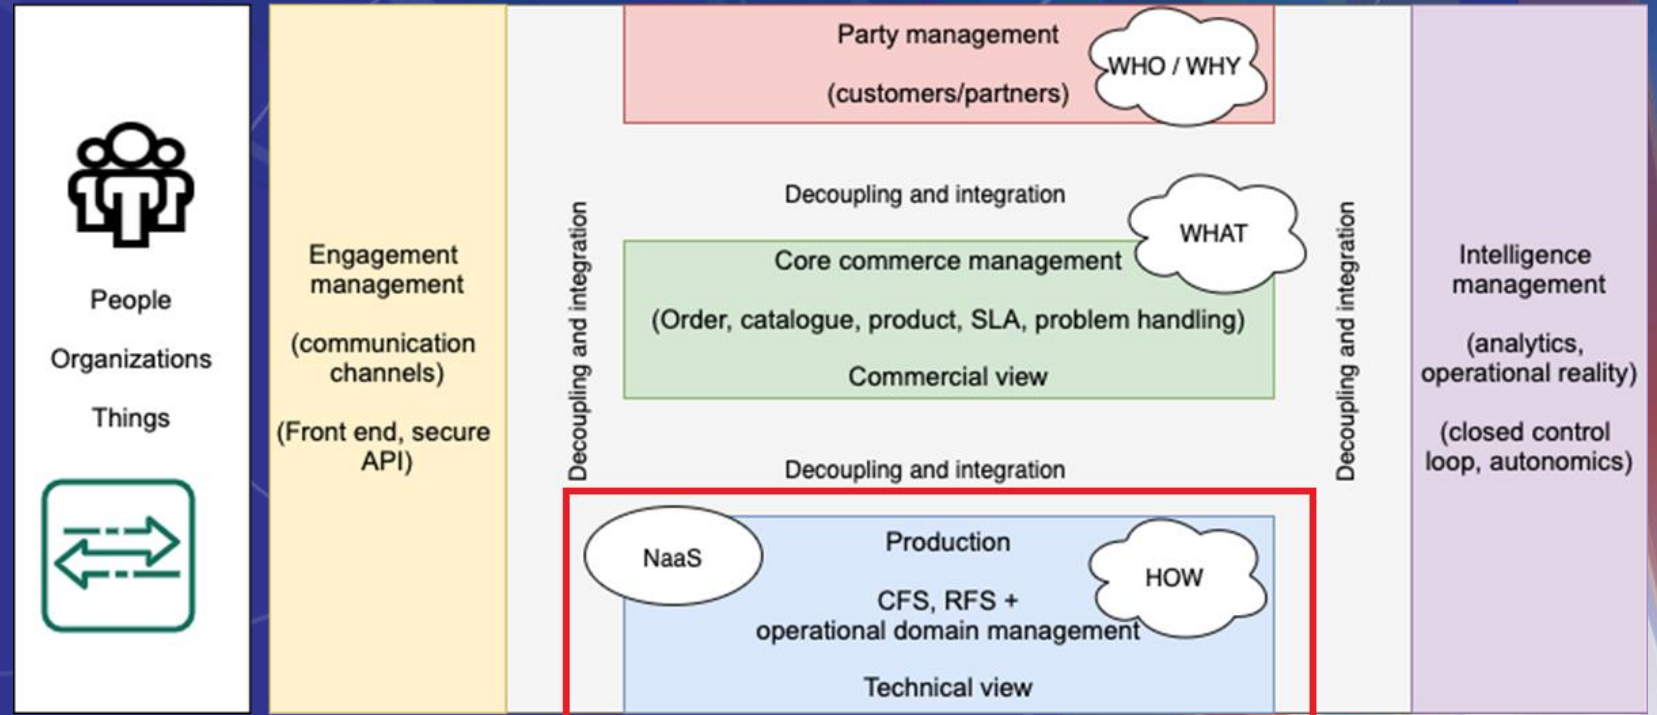 People
Organizations
Things
Engagement
management
(communication
channels)
(Front end, secure
API)
Decoupling and integration
Party management
(customers/partners)
WHO / WHY
Decoupling and integration
WHAT
Core commerce management
(Order, catalogue, product, SLA, problem handling)
Commercial view
Decoupling and integration
NaaS
Production
HOW
CFS, RFS +
operational domain management
Technical view
Decoupling and integration
Intelligence
management
(analytics,
operational reality)
(closed control
loop, autonomics)